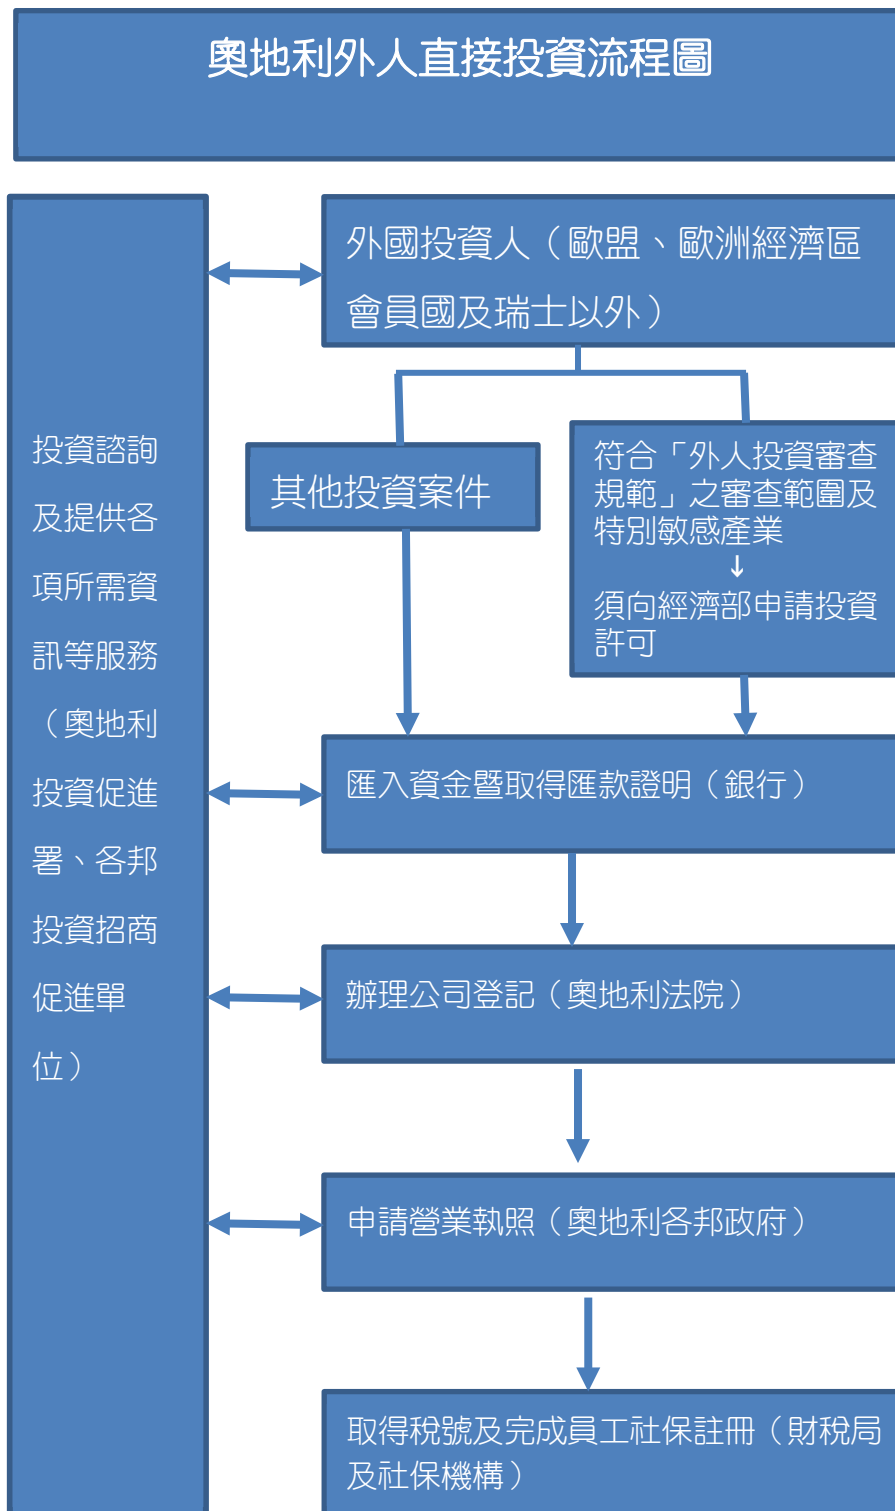 奧地利外人直接投資流程圖
投資諮詢
及提供各
項所需資
訊等服務
（奧地利
投資促進
署、各邦
投資招商
促進單
位）
外國投資人（歐盟、歐洲經濟區
會員國及瑞士以外）
其他投資案件
符合「外人投資審查
規範」之審查範圍及
特別敏感產業
↓
須向經濟部申請投資
許可
匯入資金暨取得匯款證明（銀行）
辦理公司登記（奧地利法院）
申請營業執照（奧地利各邦政府）
取得稅號及完成員工社保註冊（財稅局
及社保機構）